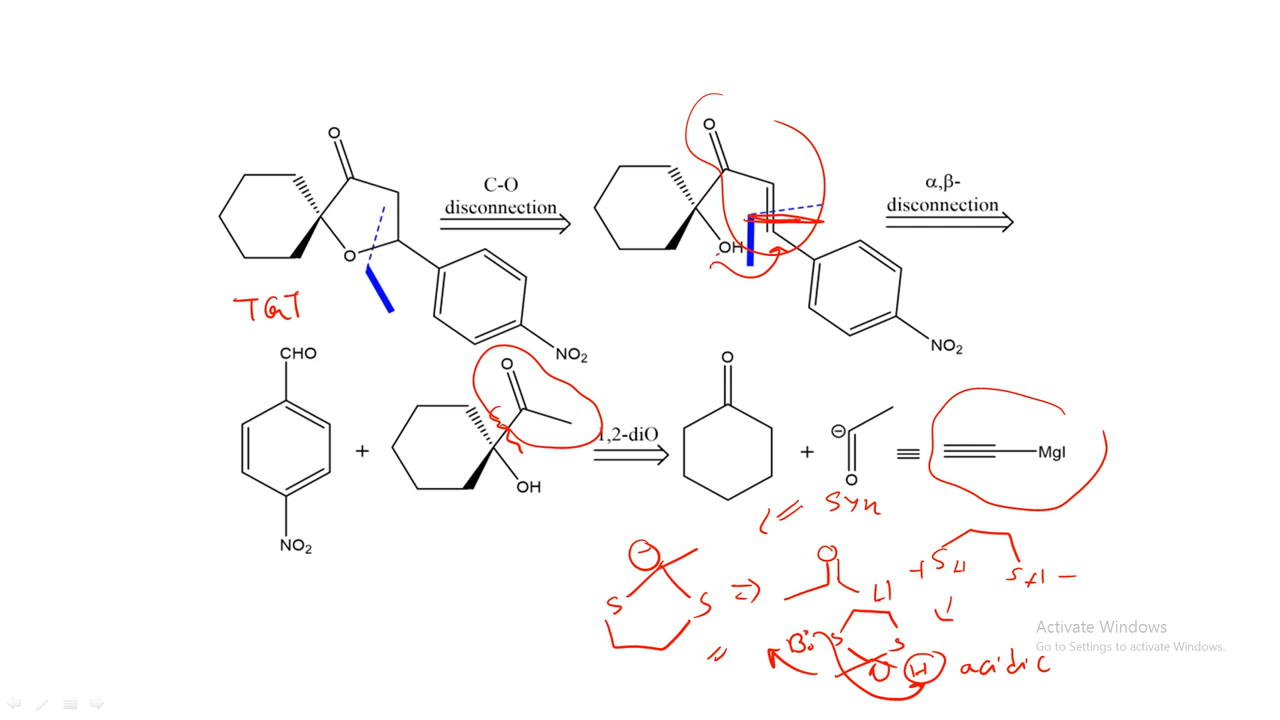 O
O
C-O
disconnection
α,β-
disconnection
O
OH
TGT
NO2
NO2
CHO
O
O
1,2-diO
+
+
⊖
≡
MgI
OH
O
NO2
Syn
⊖
O
S
S
H
+
SH
SH
B:
S
S
H
acidic
Activate Windows
Go to Settings to activate Windows.